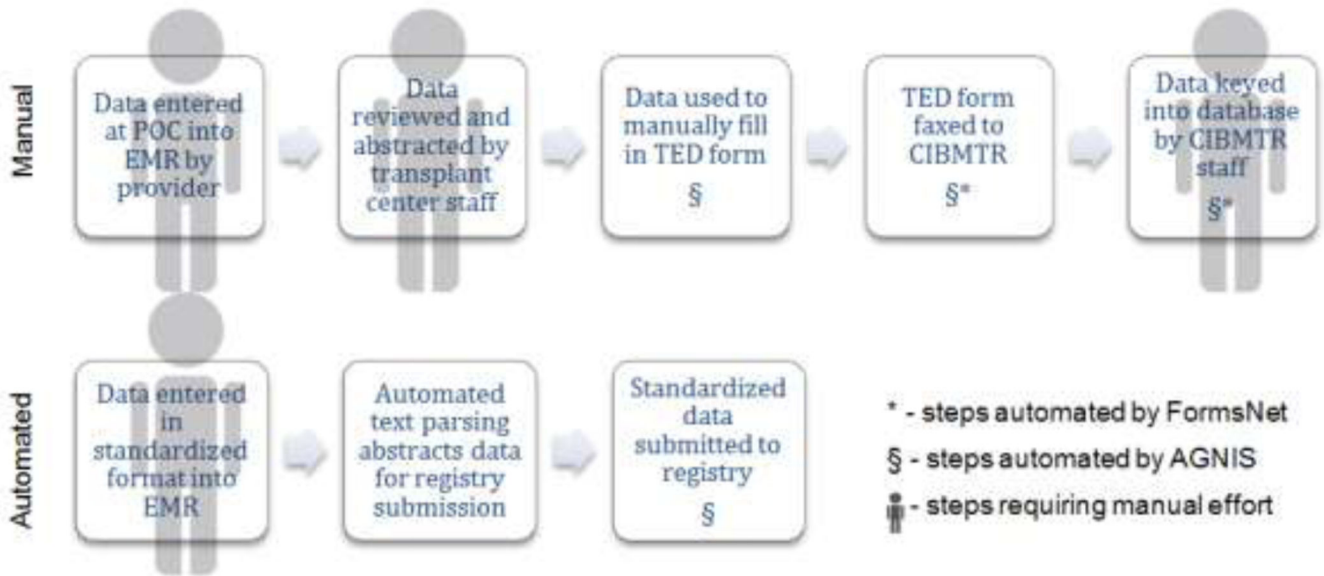 Manual
Data entered
at POC into
EMR by
provider
Data
reviewed and
abstracted by
transplant
center staff
Data used to
manually fill
in TED form
§
TED form
faxed to
CIBMTR
§*
Data keyed
into database
by CIBMTR
staff
§*
Automated
Data entered
in
standardized
format into
EMR
Automated
text parsing
abstracts data
for registry
submission
Standardized
data
submitted to
registry
§
* - steps automated by FormsNet
§ - steps automated by AGNIS
- steps requiring manual effort